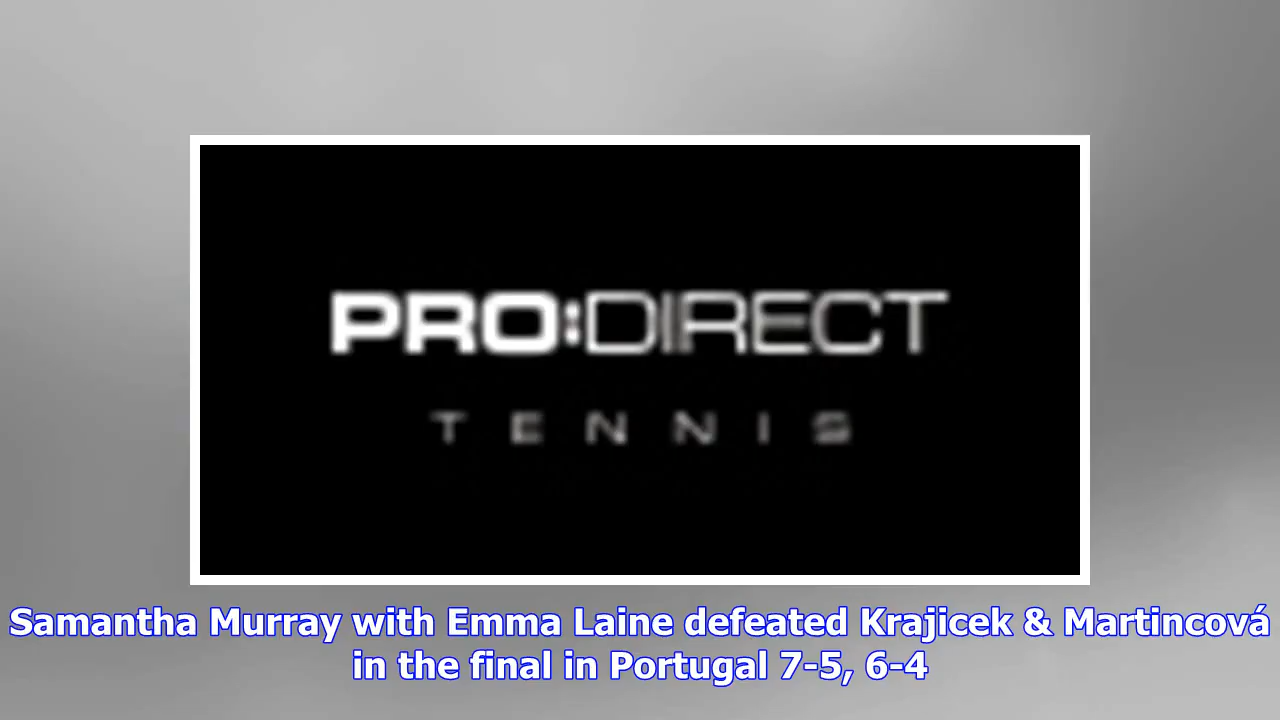 PRO:DIRECT
TENNIS
Samantha Murray with Emma Laine defeated Krajicek & Martincová
in the final in Portugal 7-5, 6-4